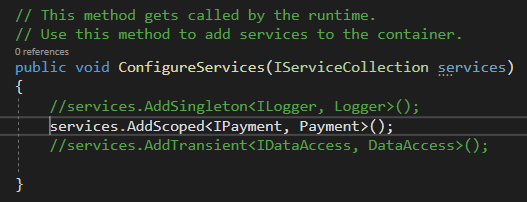 // This method gets called by the runtime.
// Use this method to add services to the container.
0 references
public void ConfigureServices(IServiceCollection services)
{
//services.AddSingleton<ILogger, Logger>();
services.AddScoped<IPayment, Payment>();
//services.AddTransient<IDataAccess, DataAccess>();
}